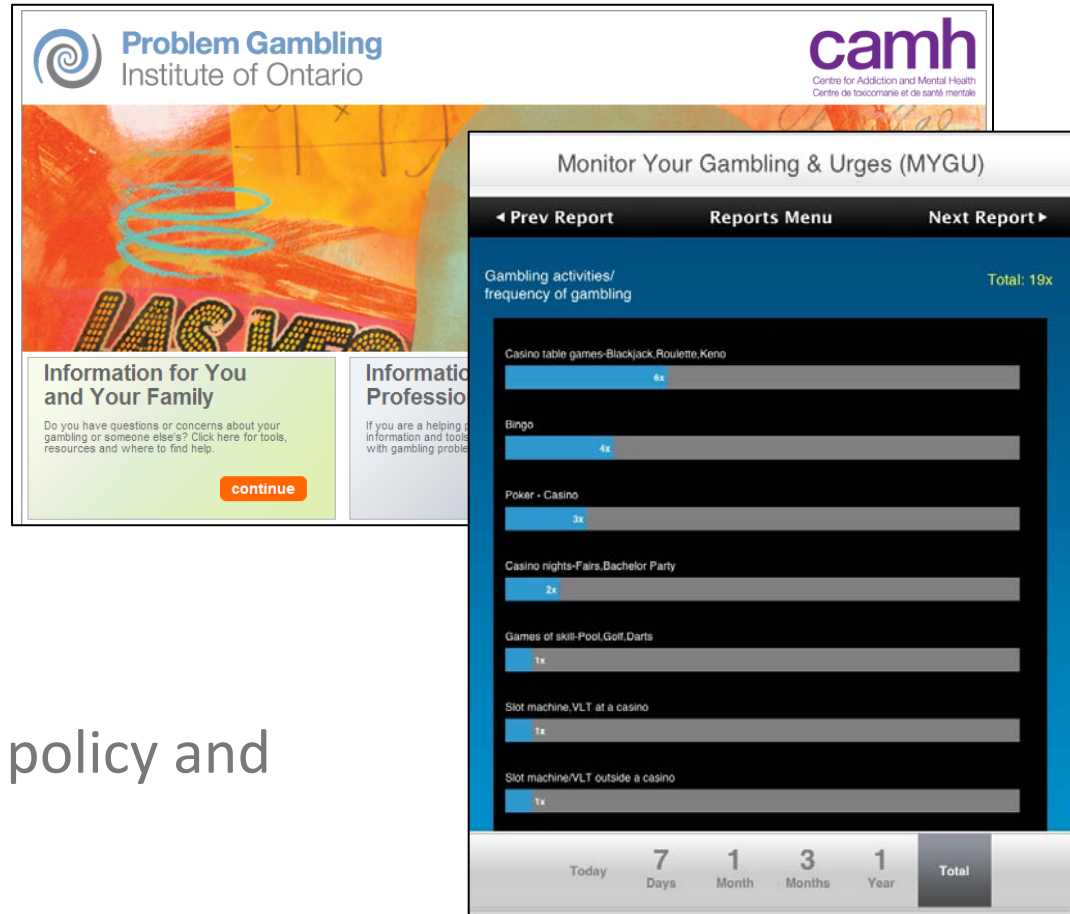 Problem Gambling
Institute of Ontario
camh
Centre for Addiction and Mental Health
Centre de toxicomanie et de santé mentale
LAS VEG
Information for You
and Your Family
Do you have questions or concerns about your
gambling or someone else's? Click here for tools,
resources and where to find help.
continue
Informatio
Professio
If you are a helping p
information and tools
with gambling proble
Monitor Your Gambling & Urges (MYGU)
◄ Prev Report Reports Menu Next Report ►
Gambling activities/
frequency of gambling
Total: 19x
Casino table games-Blackjack,Roulette,Keno
6x
Bingo
4x
Poker - Casino
3x
Casino nights-Fairs,Bachelor Party
2x
Games of skill-Pool,Golf,Darts
1x
Slot machine,VLT at a casino
1x
Slot machine/VLT outside a casino
1x
Today 7 Days 1 Month 3 Months 1 Year Total
policy and